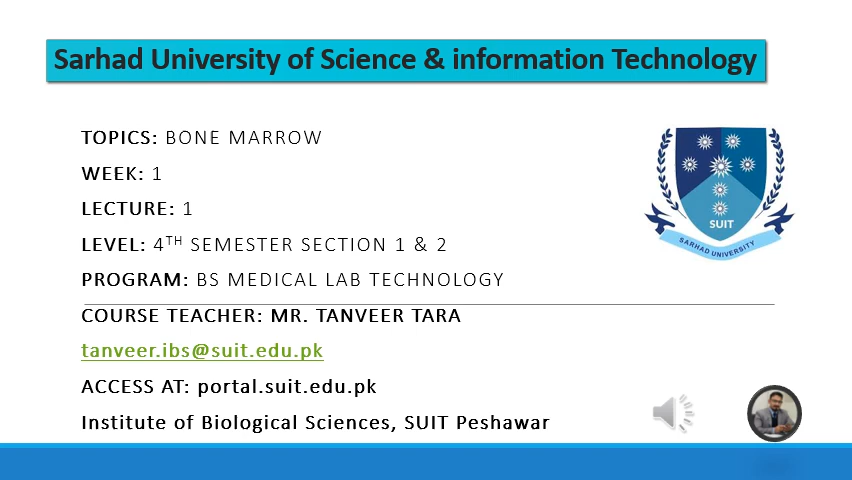 Sarhad University of Science & information Technology
TOPICS: BONE MARROW
WEEK: 1
LECTURE: 1
LEVEL: 4TH SEMESTER SECTION 1 & 2
PROGRAM: BS MEDICAL LAB TECHNOLOGY
COURSE TEACHER: MR. TANVEER TARA
tanveer.ibs@suit.edu.pk
ACCESS AT: portal.suit.edu.pk
Institute of Biological Sciences, SUIT Peshawar
SUIT
SARHAD UNIVERSITY